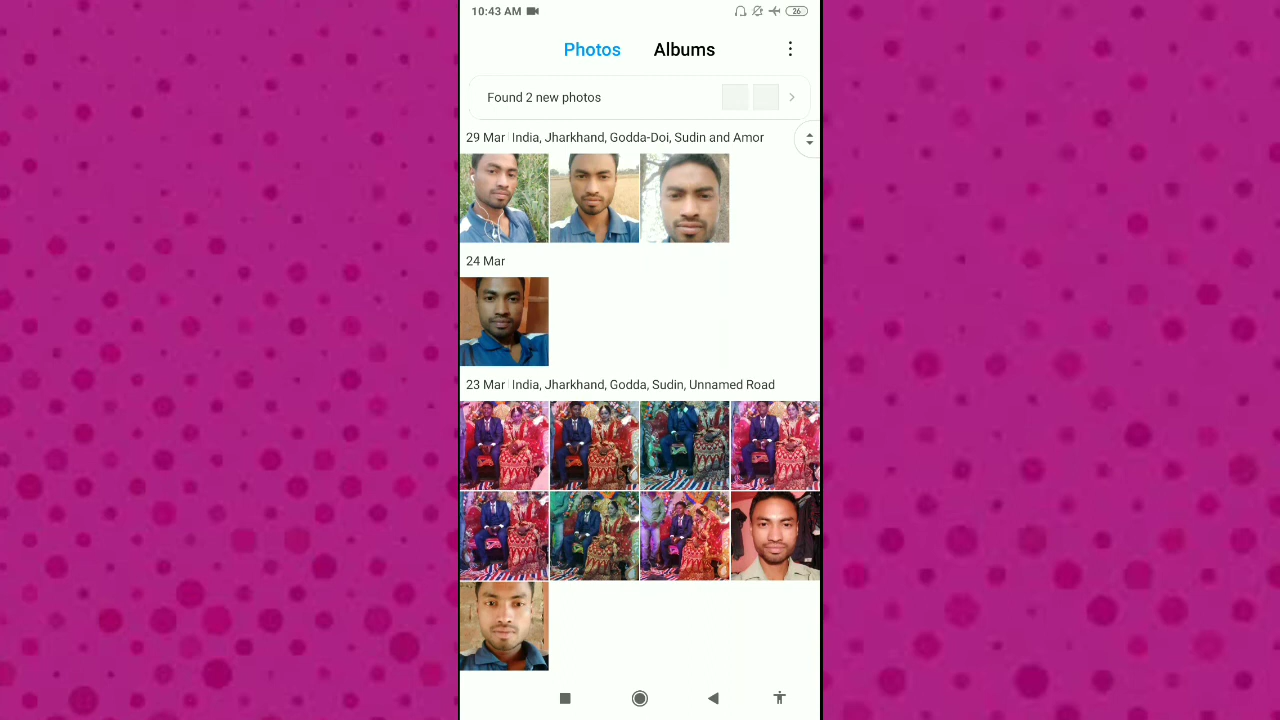 10:43 AM
26
Photos Albums
Found 2 new photos
29 Mar India, Jharkhand, Godda-Doi, Sudin and Amor
24 Mar
23 Mar India, Jharkhand, Godda, Sudin, Unnamed Road